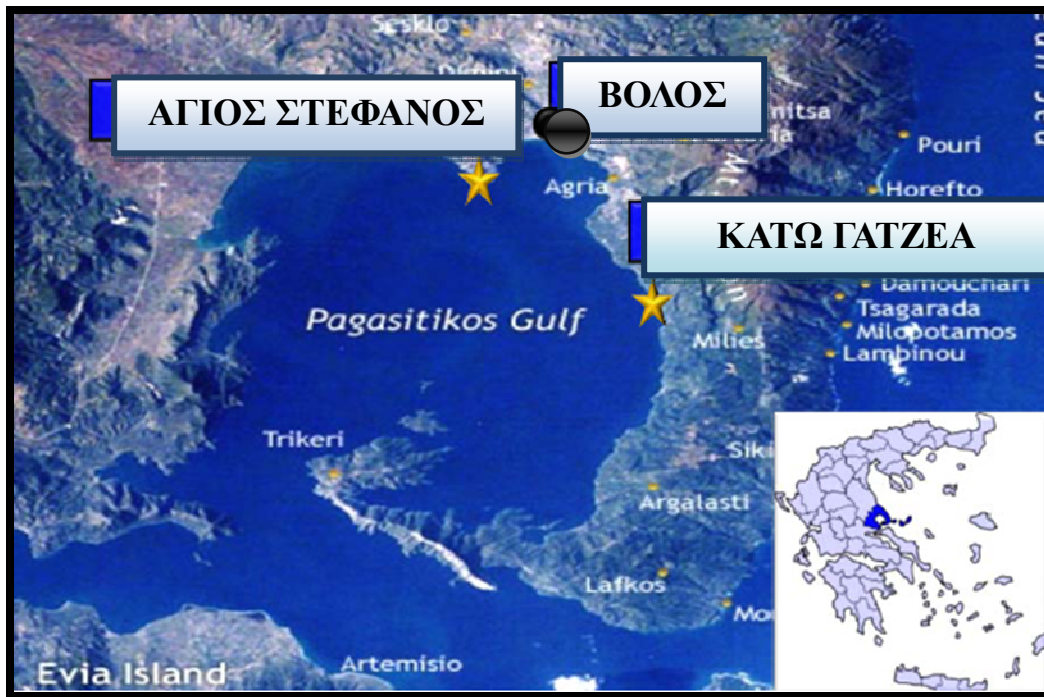 Sesklo
ΑΓΙΟΣ ΣΤΕΦΑΝΟΣ
ΒΟΛΟΣ
Pouri
Agria
Horefto
ΚΑΤΩ ΓΑΤΖΕΑ
Damouchari
Tsagarada
Pagasitikos Gulf
Milopotamos
Milies
Lambinou
Trikeri
Argalasti
Lafkos
Artemisio
Evia Island